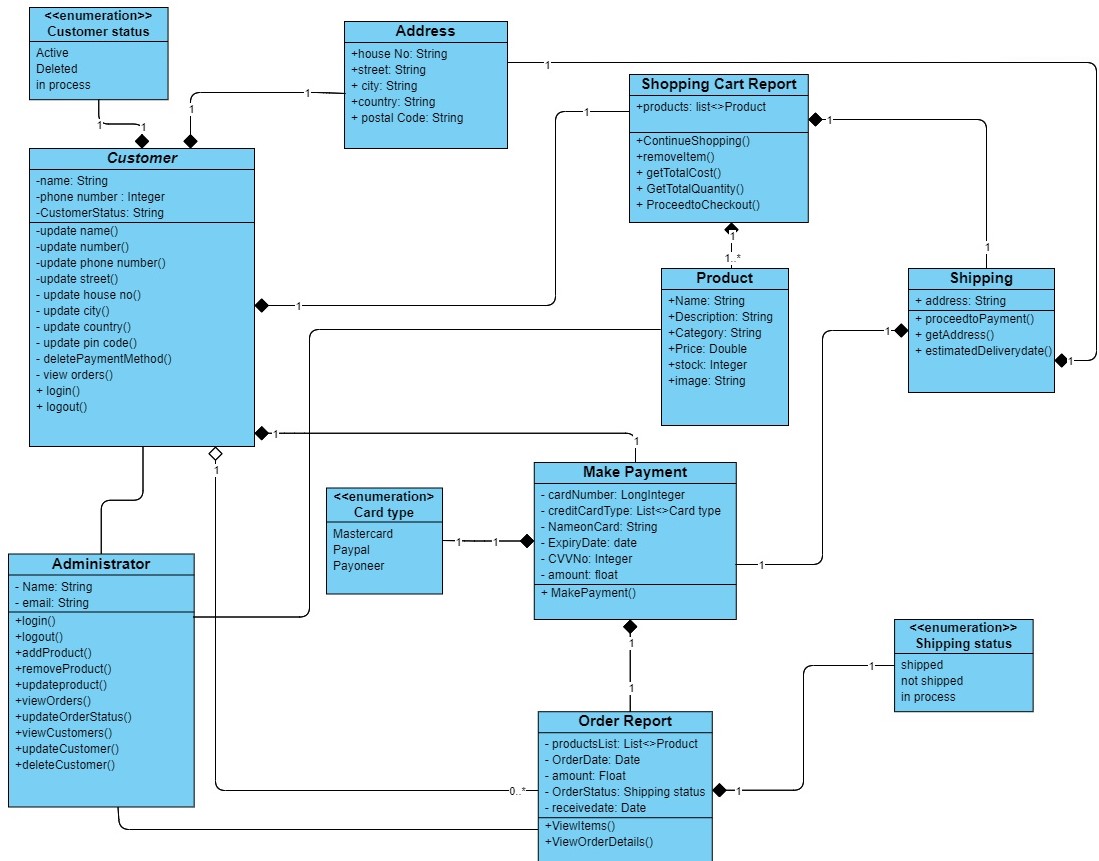 <<enumeration>>
Customer status
Active
Deleted
in process
1
1
Address
+house No: String
+street: String
+ city: String
+country: String
+ postal Code: String
1
1
1
1
Customer
-name: String
-phone number : Integer
-CustomerStatus: String
-update name()
-update number()
-update phone number()
-update street()
- update house no()
- update city()
- update country()
- update pin code()
- deletePaymentMethod()
- view orders()
+ login()
+ logout()
1
1
Shopping Cart Report
+products: list<>Product
+ContinueShopping()
+removeItem()
+ getTotalCost()
+ GetTotalQuantity()
+ ProceedtoCheckout()
1
1
1
1..*
Product
+Name: String
+Description: String
+Category: String
+Price: Double
+stock: Integer
+image: String
Shipping
+ address: String
+ proceedtoPayment()
+ getAddress()
+ estimatedDeliverydate()
1
1
1
1
1
Make Payment
- cardNumber: LongInteger
- creditCardType: List<>Card type
- NameonCard: String
- ExpiryDate: date
- CVVNo: Integer
- amount: float
+ MakePayment()
<<enumeration>
Card type
Mastercard
Paypal
Payoneer
1
1
1
1
Administrator
- Name: String
- email: String
+login()
+logout()
+addProduct()
+removeProduct()
+updateproduct()
+viewOrders()
+updateOrderStatus()
+viewCustomers()
+updateCustomer()
+deleteCustomer()
<<enumeration>>
Shipping status
shipped
not shipped
in process
1
1
Order Report
- productsList: List<>Product
- OrderDate: Date
- amount: Float
- OrderStatus: Shipping status
- receivedate: Date
+ViewItems()
+ViewOrderDetails()
0..*
1